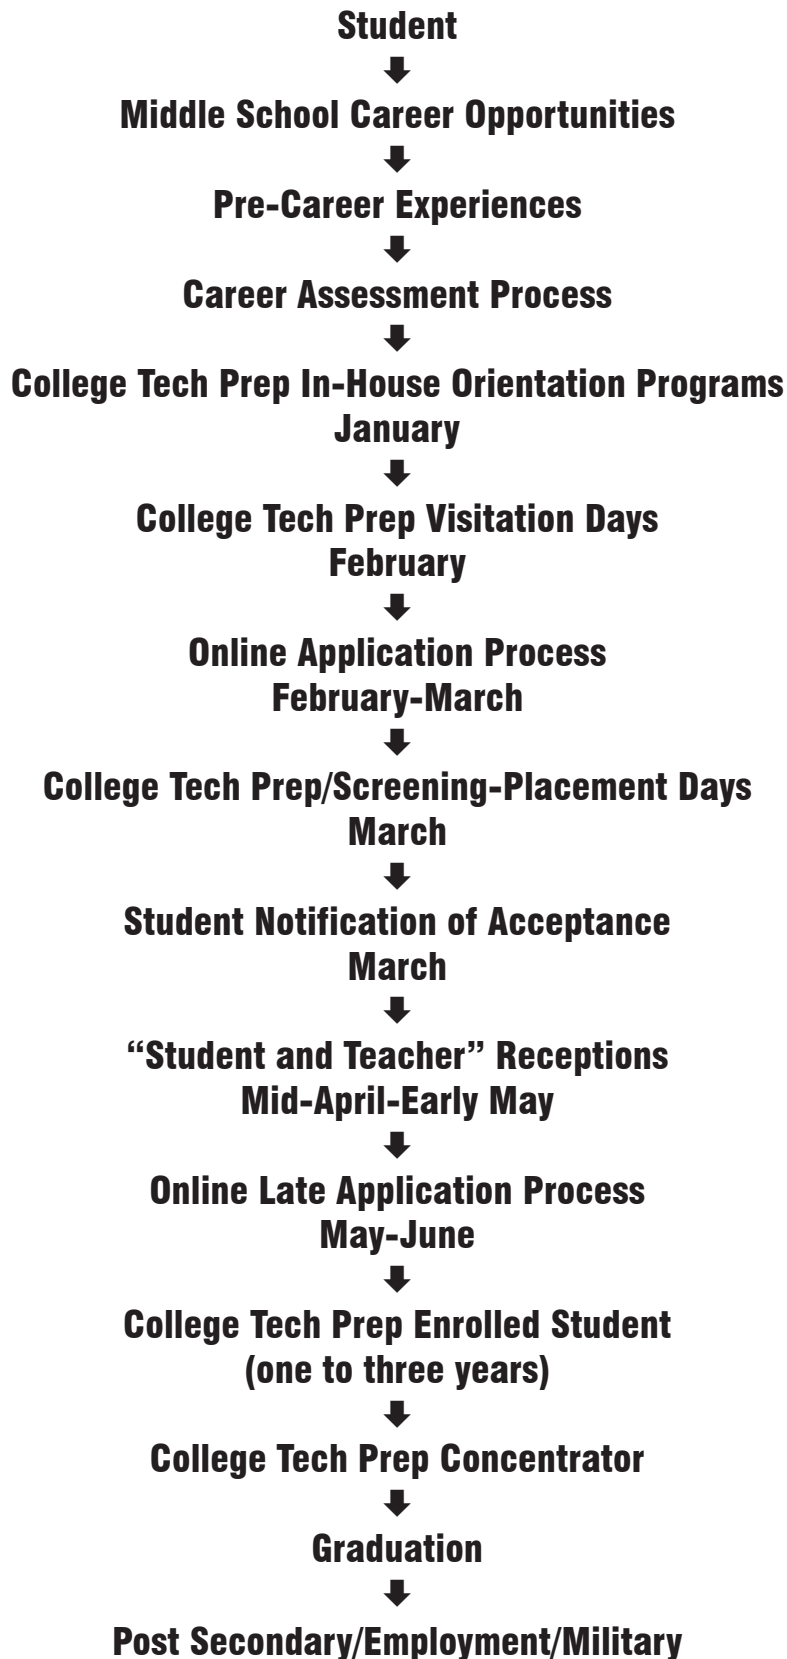 Student
Middle School Career Opportunities
Pre-Career Experiences
Career Assessment Process
College Tech Prep In-House Orientation Programs
January
College Tech Prep Visitation Days
February
Online Application Process
February-March
College Tech Prep/Screening-Placement Days
March
Student Notification of Acceptance
March
“Student and Teacher” Receptions
Mid-April-Early May
Online Late Application Process
May-June
College Tech Prep Enrolled Student
(one to three years)
College Tech Prep Concentrator
Graduation
Post Secondary/Employment/Military